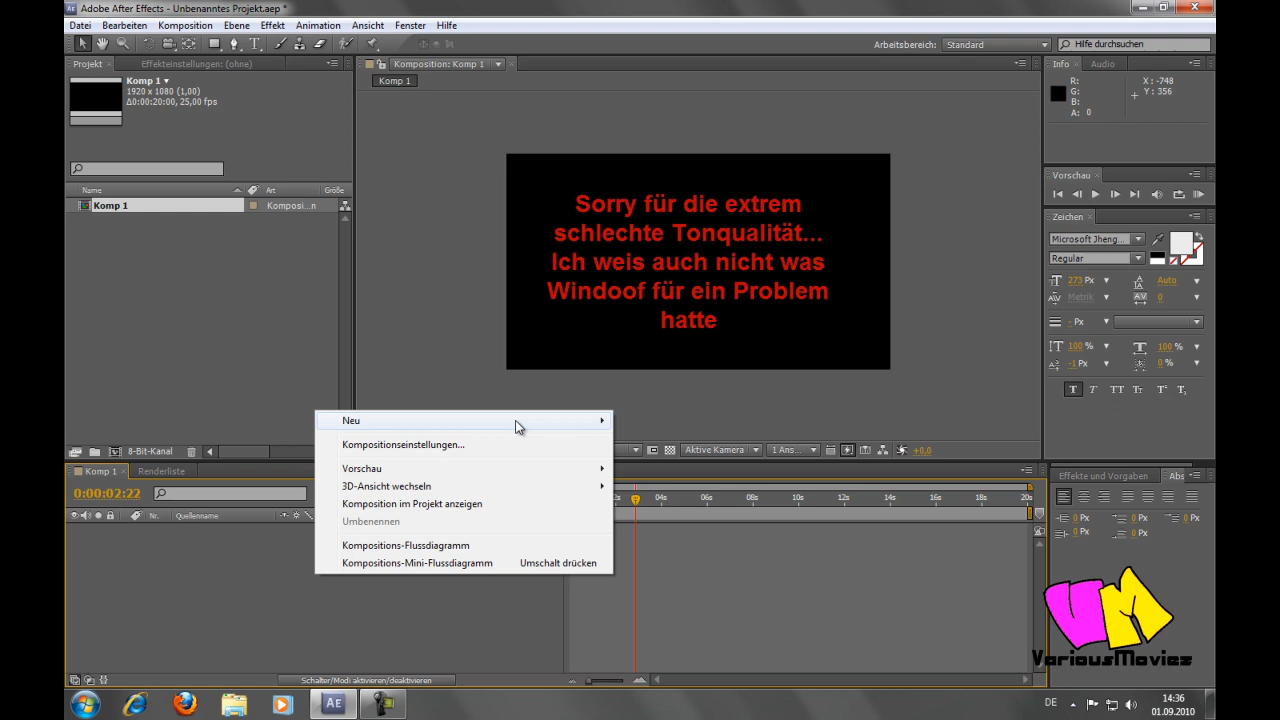 Adobe After Effects - Unbenanntes Projekt.aep *
Datei Bearbeiten Komposition Ebene Effekt Animation Ansicht Fenster Hilfe
Arbeitsbereich: Standard Hilfe durchsuchen
Projekt Effekteinstellungen: (ohne) Komposition: Komp 1 Info Audio
Komp 1
1920 x 1080 (1,00)
Δ0:00:20:00, 25,00 fps
Komp 1
R:
G:
B:
A: 0
X : -748
Y : 356
Vorschau
Name Art Größe
Komp 1 Komposi...n
Zeichen
Microsoft Jheng...
Regular
273 Px Auto
Metrik 0
- Px
100 % 100 %
-1 Px 0 %
T T TT Tт T¹ T₁
Sorry für die extrem
schlechte Tonqualität...
Ich weis auch nicht was
Windoof für ein Problem
hatte
8-Bit-Kanal
Aktive Kamera 1 Ans... +0,0
Neu
Kompositionseinstellungen...
Vorschau
3D-Ansicht wechseln
Komposition im Projekt anzeigen
Umbenennen
Kompositions-Flussdiagramm
Kompositions-Mini-Flussdiagramm Umschalt drücken
Komp 1 Renderliste
0:00:02:22
Nr. Quellenname
2s 04s 06s 08s 10s 12s 14s 16s 18s 20s
Effekte und Vorgaben Abs
0 Px 0 Px 0 Px
0 Px 0 Px
Schalter/Modi aktivieren/deaktivieren
VM
VariousMoviez
AE
DE
14:36
01.09.2010